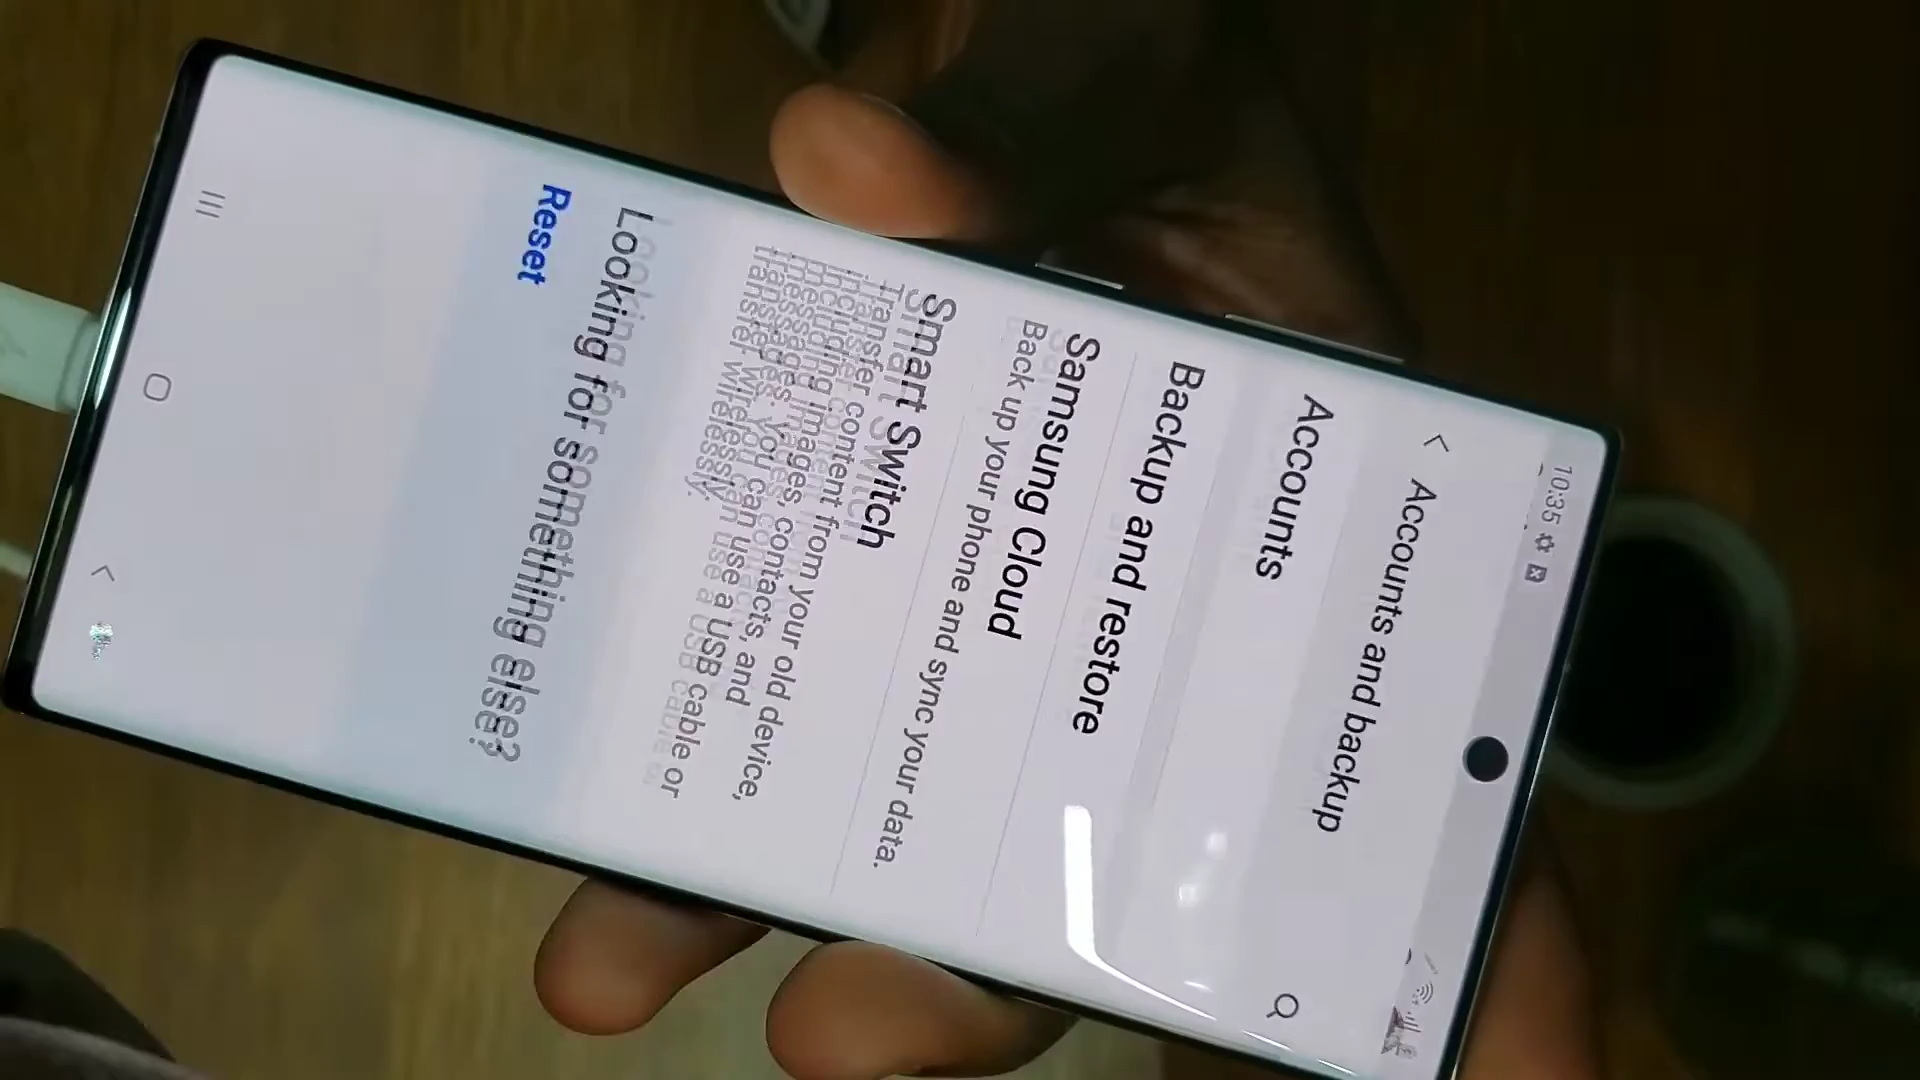 10:35
Accounts and backup
Accounts
Backup and restore
Samsung Cloud
Back up your phone and sync your data.
Smart Switch
Transfer content from your old device,
including images, contacts, and
messages. you can use a USB cable or
transfer wirelessly.
Looking for something else?
Reset